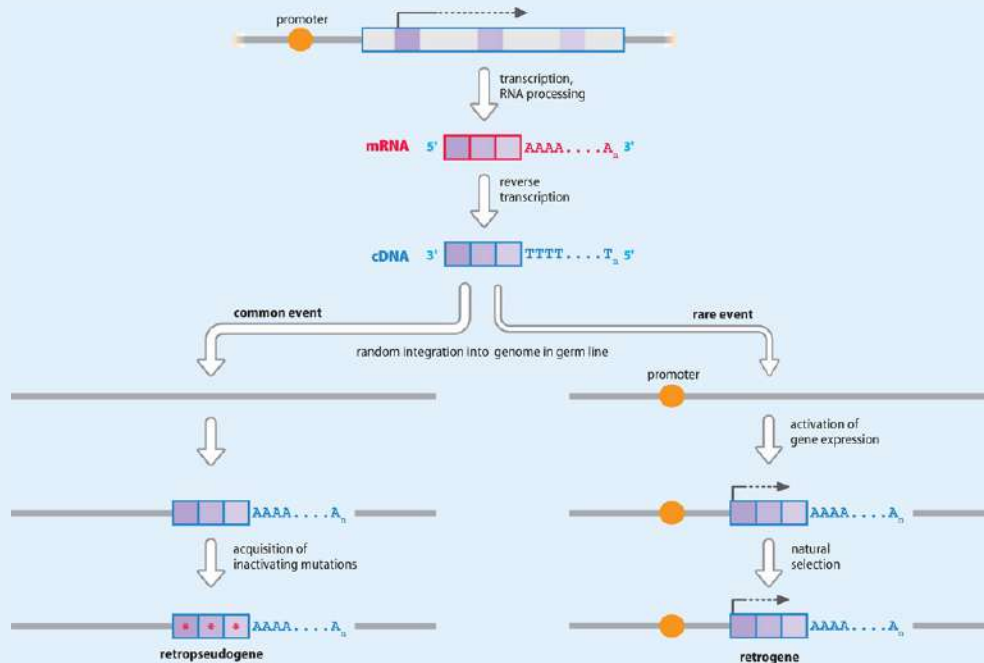 promoter
transcription,
RNA processing
mRNA 5' AAAA....An 3'
reverse
transcription
cDNA 3' TTTT....Tn 5'
common event
rare event
random integration into genome in germ line
promoter
activation of
gene expression
AAAA....An
AAAA....An
acquisition of
inactivating mutations
natural
selection
* * * AAAA....An
AAAA....An
retropseudogene
retrogene